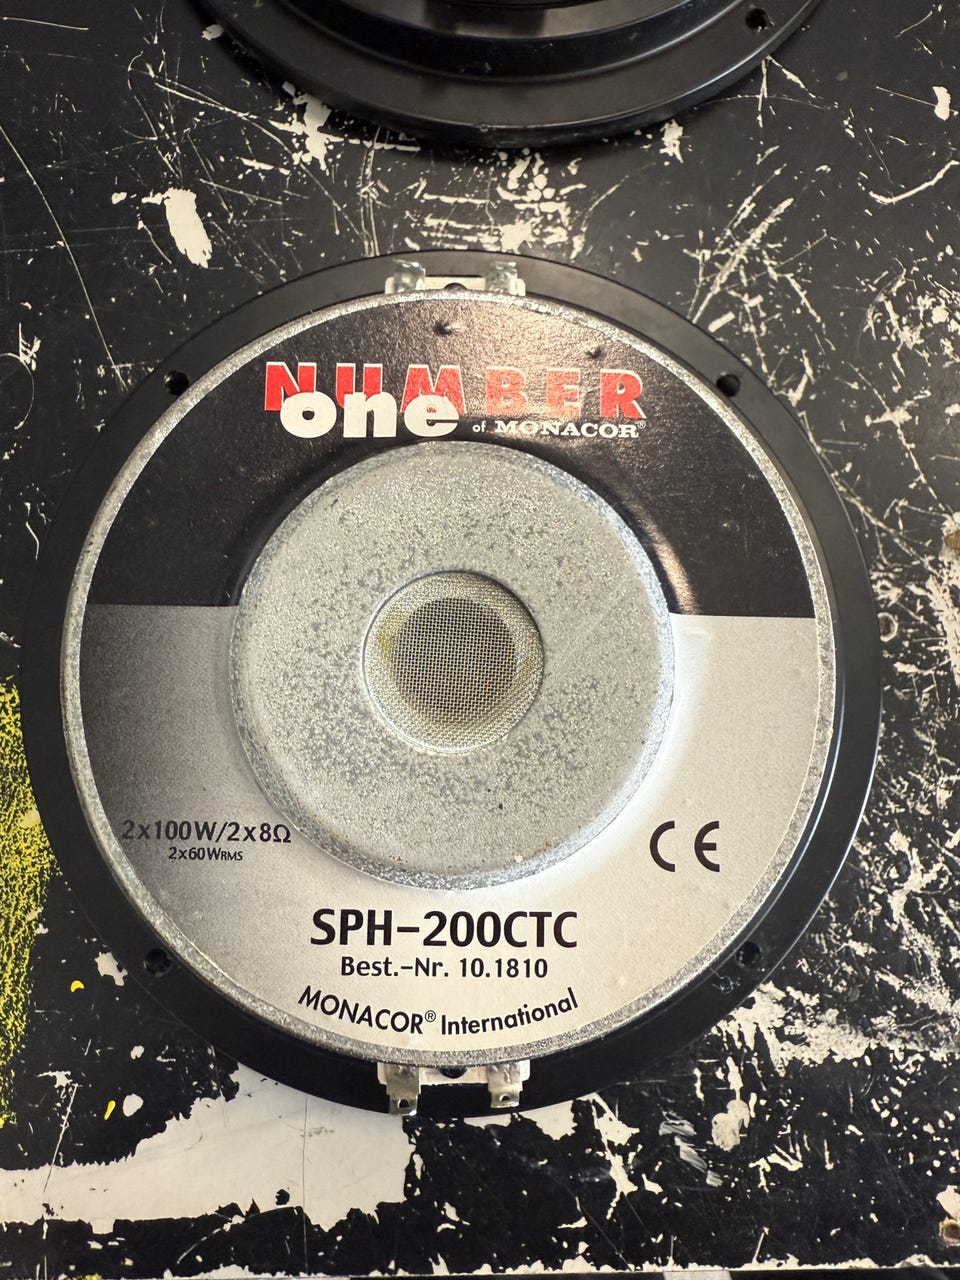 NUMBER
one of MONACOR®
2x100W/2x8Ω
2x60WRMS
CE
SPH-200CTC
Best.-Nr. 10.1810
MONACOR® International